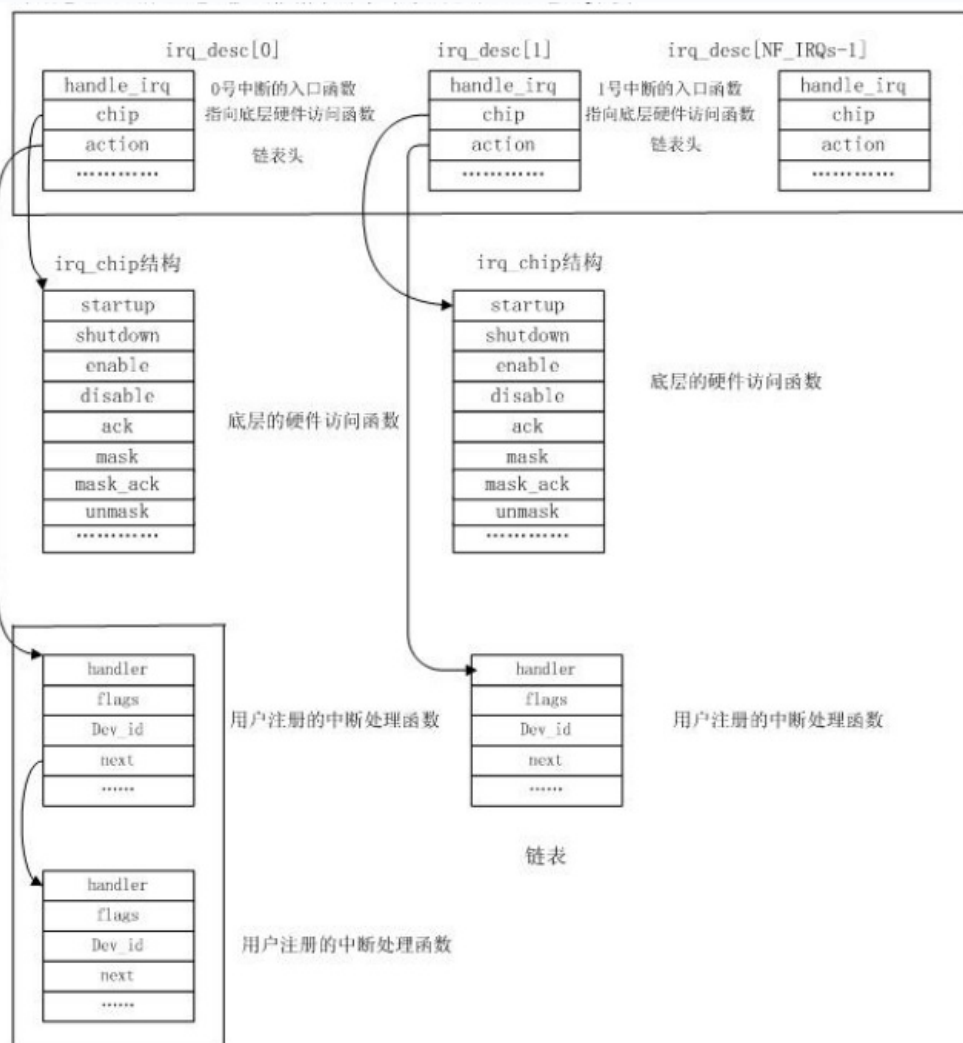 irq_desc[0]
irq_desc[1]
irq_desc[NF_IRQs-1]
handle_irq
0号中断的入口函数
handle_irq
1号中断的入口函数
handle_irq
chip
指向底层硬件访问函数
chip
指向底层硬件访问函数
chip
action
链表头
action
链表头
action
…………
…………
…………
irq_chip结构
irq_chip结构
startup
startup
shutdown
shutdown
enable
enable
底层的硬件访问函数
disable
disable
ack
底层的硬件访问函数
ack
mask
mask
mask_ack
mask_ack
unmask
unmask
…………
…………
handler
handler
flags
flags
用户注册的中断处理函数
用户注册的中断处理函数
Dev_id
Dev_id
next
next
……
……
链表
handler
flags
Dev_id
用户注册的中断处理函数
next
……